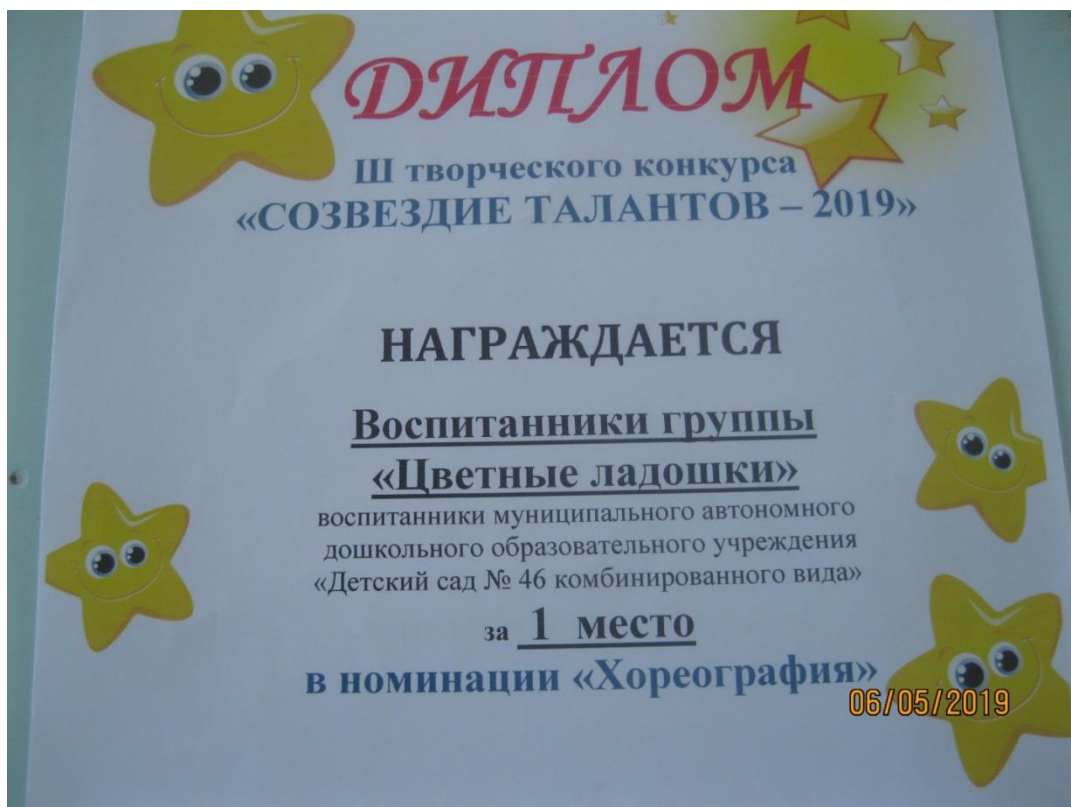 ДИПЛОМ
III творческого конкурса
«СОЗВЕЗДИЕ ТАЛАНТОВ – 2019»
НАГРАЖДАЕТСЯ
Воспитанники группы
«Цветные ладошки»
воспитанники муниципального автономного
дошкольного образовательного учреждения
«Детский сад № 46 комбинированного вида»
за 1 место
в номинации «Хореография»
06/05/2019